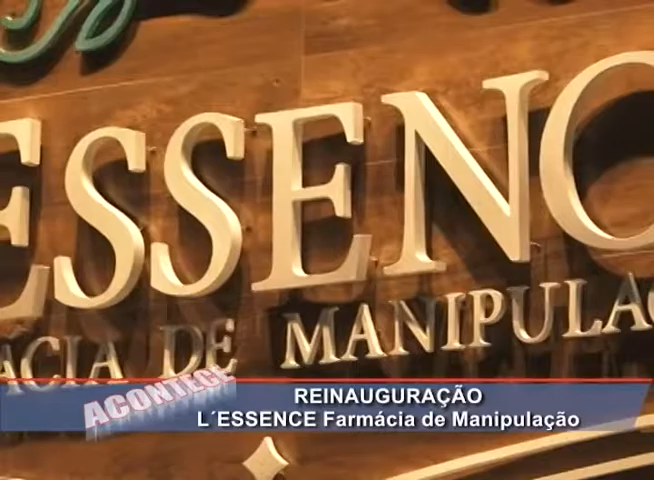 ESSENC
ACIA DE MANIPULAÇ
ACONTECE
REINAUGURAÇÃO
L´ESSENCE Farmácia de Manipulação